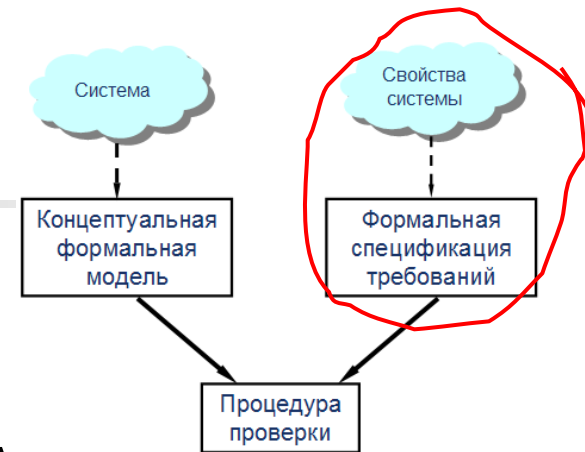 Система
Свойства
системы
Концептуальная
формальная
модель
Формальная
спецификация
требований
Процедура
проверки